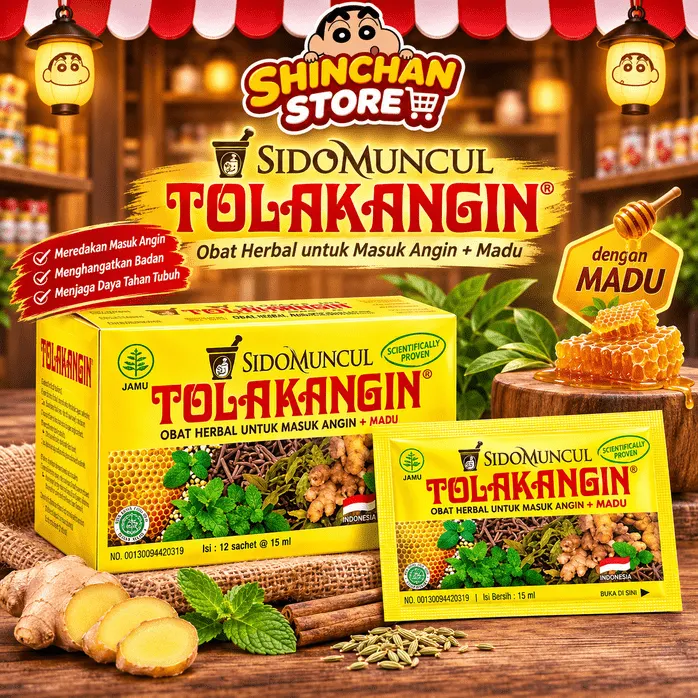 SHINCHAN
STORE
SIDOMUNCUL
TOLAKANGIN®
Obat Herbal untuk Masuk Angin + Madu
Meredakan Masuk Angin
Menghangatkan Badan
Menjaga Daya Tahan Tubuh
dengan
MADU
TOLAKANGIN
JAMU
SIDOMUNCUL
SCIENTIFICALLY
PROVEN
TOLAKANGIN®
OBAT HERBAL UNTUK MASUK ANGIN + MADU
INDONESIA
NO. 00130094420319
Isi : 12 sachet @ 15 ml
JAMU
SIDOMUNCUL
SCIENTIFICALLY
PROVEN
TOLAKANGIN®
OBAT HERBAL UNTUK MASUK ANGIN + MADU
INDONESIA
NO. 00130094420319 | Isi Bersih : 15 ml
BUKA DI SINI ▶